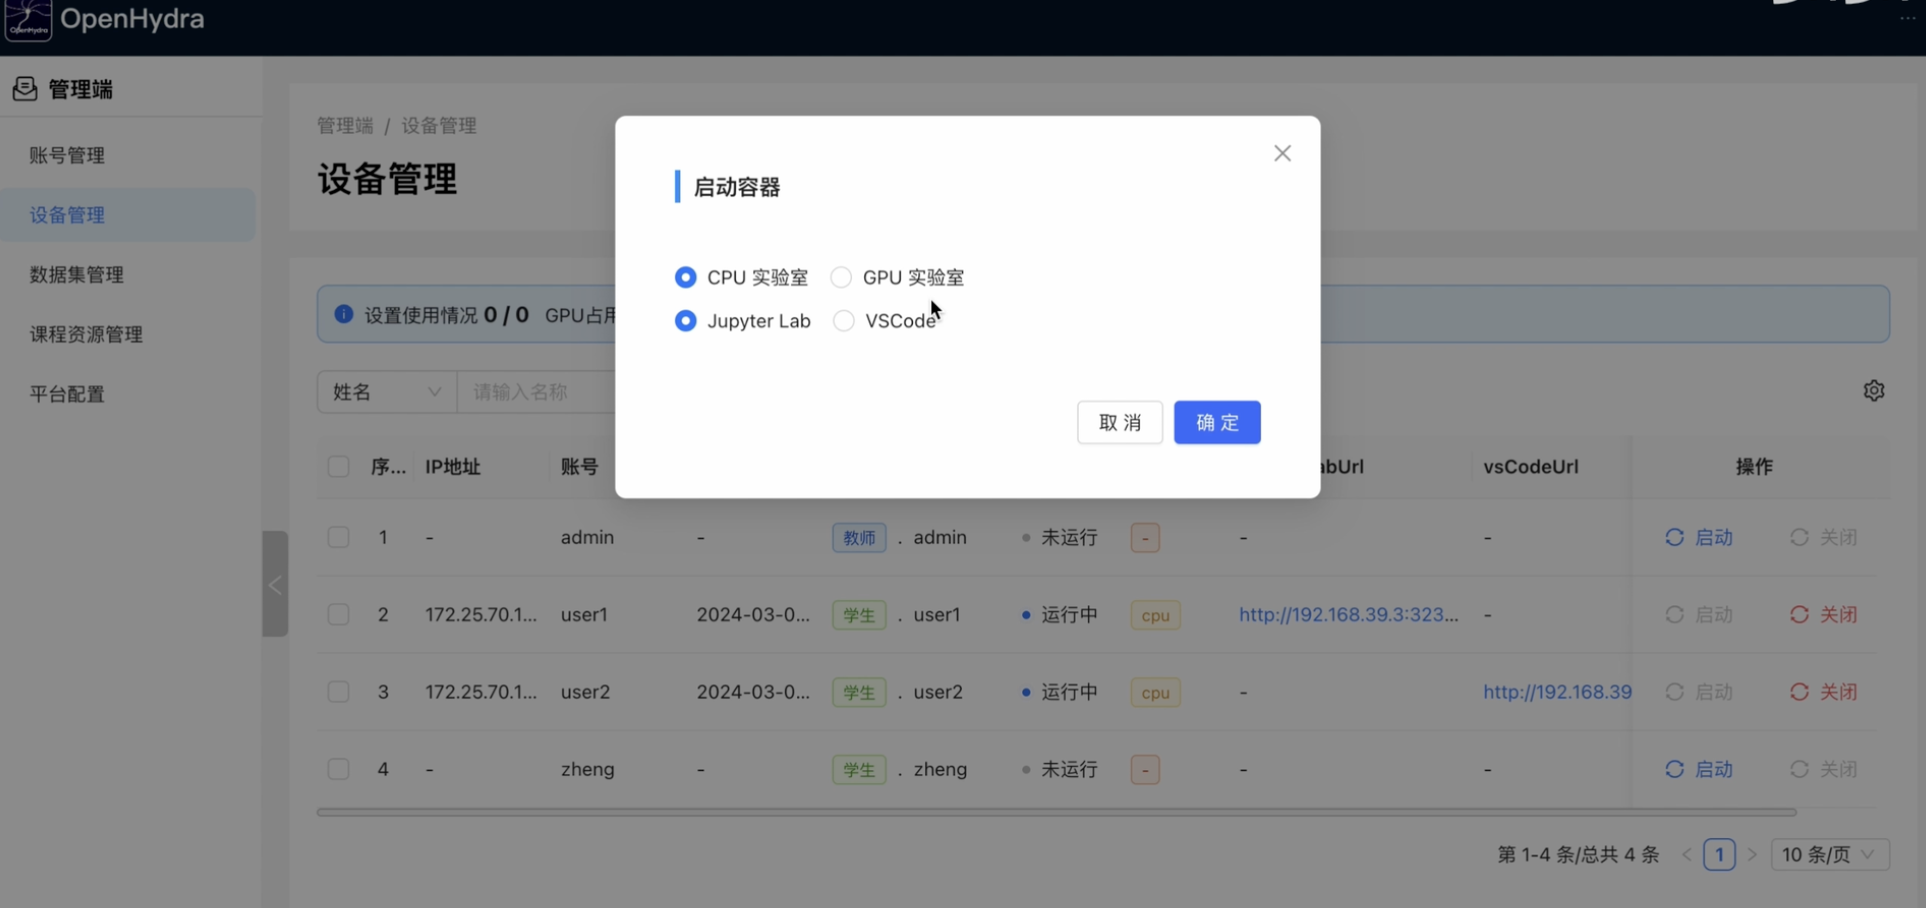 OpenHydra
OpenHydra
管理端
账号管理
设备管理
数据集管理
课程资源管理
平台配置
管理端 / 设备管理
设备管理
设置使用情况 0 / 0 GPU占用
姓名 请输入名称
启动容器
CPU 实验室 GPU 实验室
Jupyter Lab VSCode
取 消 确 定
序... IP地址 账号 abUrl vsCodeUrl 操作
1 - admin - 教师 . admin 未运行 - - - 启动 关闭
2 172.25.70.1... user1 2024-03-0... 学生 . user1 运行中 cpu http://192.168.39.3:323... - 启动 关闭
3 172.25.70.1... user2 2024-03-0... 学生 . user2 运行中 cpu - http://192.168.39 启动 关闭
4 - zheng - 学生 . zheng 未运行 - - - 启动 关闭
第 1-4 条/总共 4 条 < 1 > 10 条/页